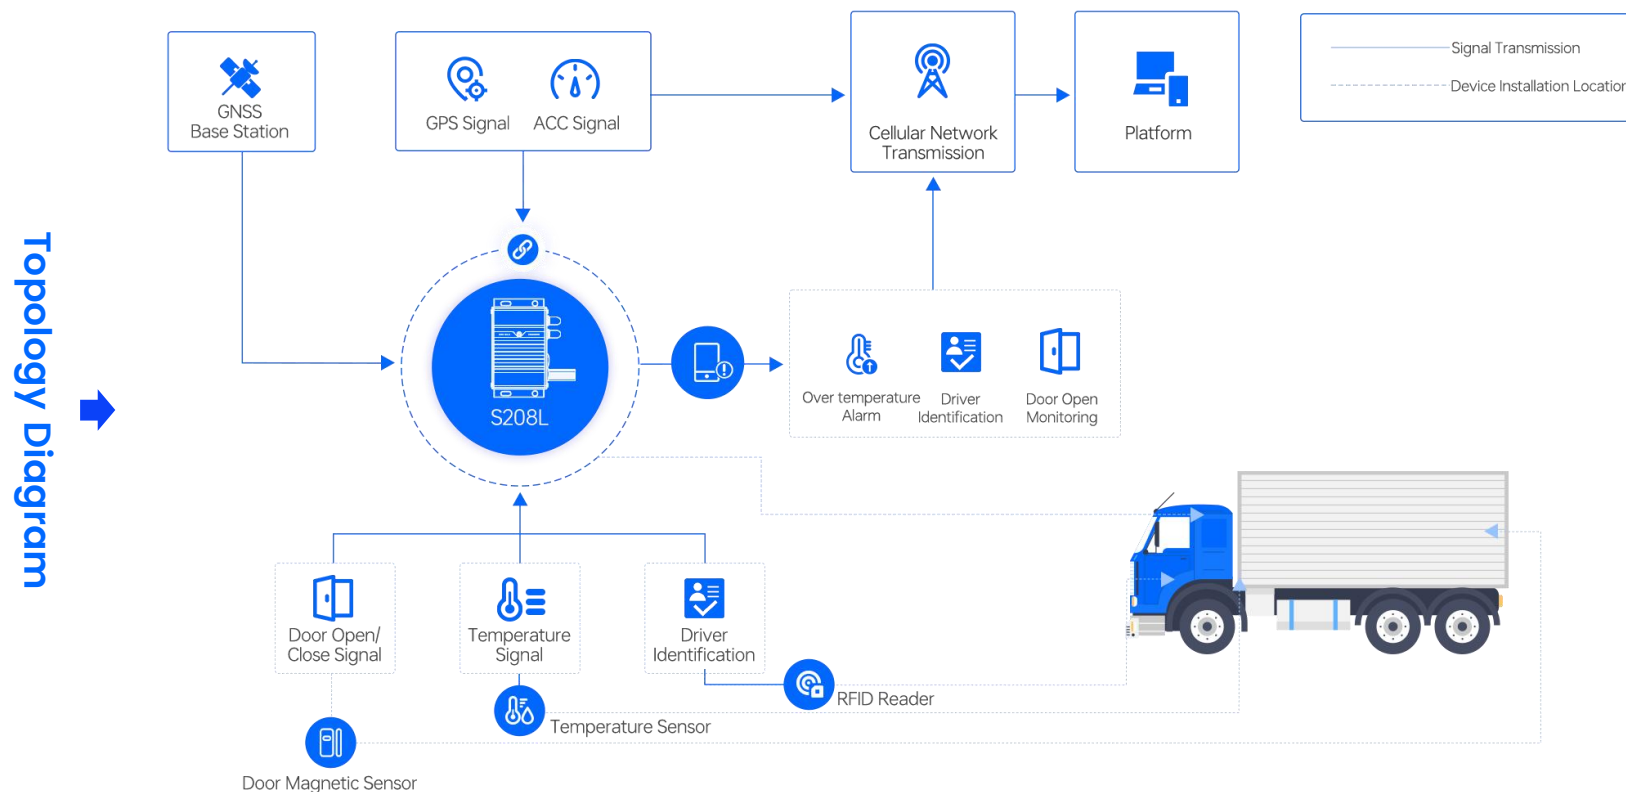 Topology Diagram
GNSS
Base Station
GPS Signal
ACC Signal
Cellular Network
Transmission
Platform
Signal Transmission
Device Installation Location
S208L
Over temperature
Alarm
Driver
Identification
Door Open
Monitoring
Door Open/
Close Signal
Temperature
Signal
Driver
Identification
RFID Reader
Temperature Sensor
Door Magnetic Sensor